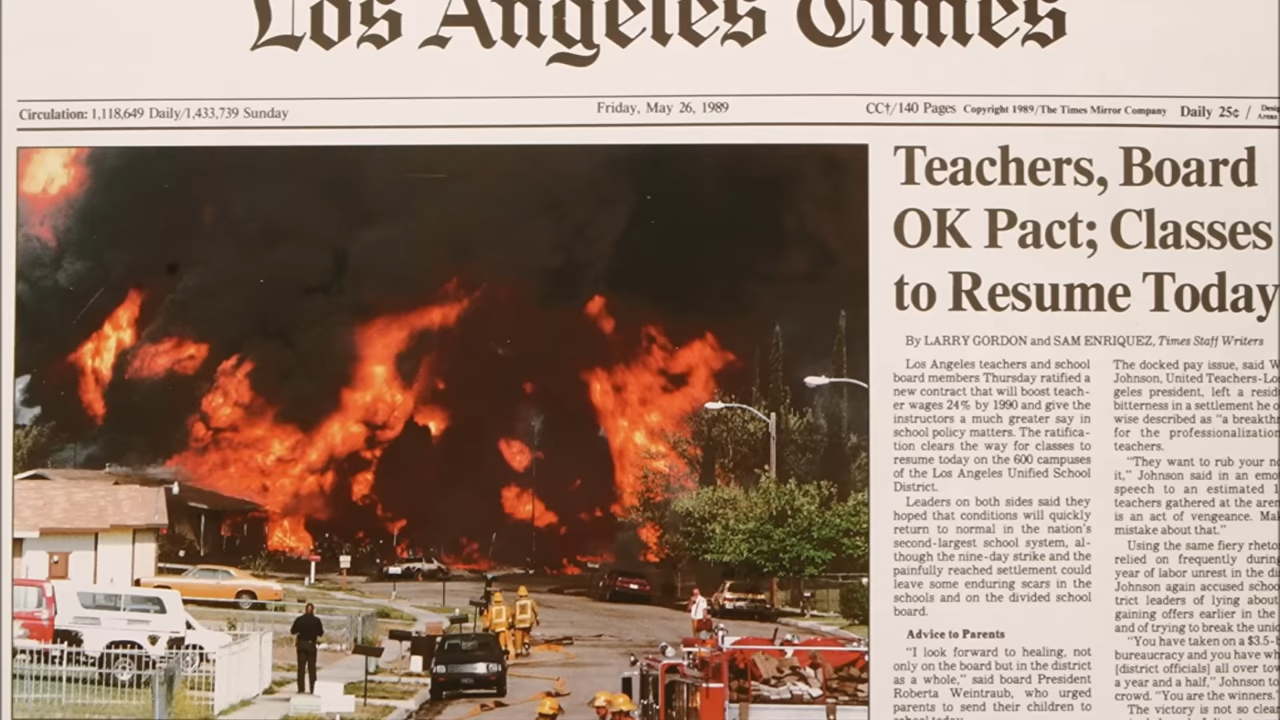 Los Angeles Times
Circulation: 1,118,649 Daily/1,433,739 Sunday
Friday, May 26, 1989
CC†/140 Pages Copyright 1989/The Times Mirror Company Daily 25¢ /
Teachers, Board
OK Pact; Classes
to Resume Today
By LARRY GORDON and SAM ENRIQUEZ, Times Staff Writers
Los Angeles teachers and school
board members Thursday ratified a
new contract that will boost teach-
er wages 24% by 1990 and give the
instructors a much greater say in
school policy matters. The ratifica-
tion clears the way for classes to
resume today on the 600 campuses
of the Los Angeles Unified School
District.
Leaders on both sides said they
hoped that conditions will quickly
return to normal in the nation's
second-largest school system, al-
though the nine-day strike and the
painfully reached settlement could
leave some enduring scars in the
schools and on the divided school
board.
Advice to Parents
"I look forward to healing, not
only on the board but in the district
as a whole," said board President
Roberta Weintraub, who urged
parents to send their children to
school today.
The docked pay issue, said W
Johnson, United Teachers-Lo
geles president, left a resid
bitterness in a settlement he o
wise described as "a breakthr
for the professionalization
teachers.
"They want to rub your no
it," Johnson said in an emo
speech to an estimated 1
teachers gathered at the aren
is an act of vengeance. Mak
mistake about that."
Using the same fiery rheto
relied on frequently during
year of labor unrest in the di
Johnson again accused schoo
trict leaders of lying about
gaining offers earlier in the
and of trying to break the unio
"You have taken on a $3.5-b
bureaucracy and you have wh
[district officials] all over tow
a year and a half," Johnson to
crowd. "You are the winners.
The victory is not so clear